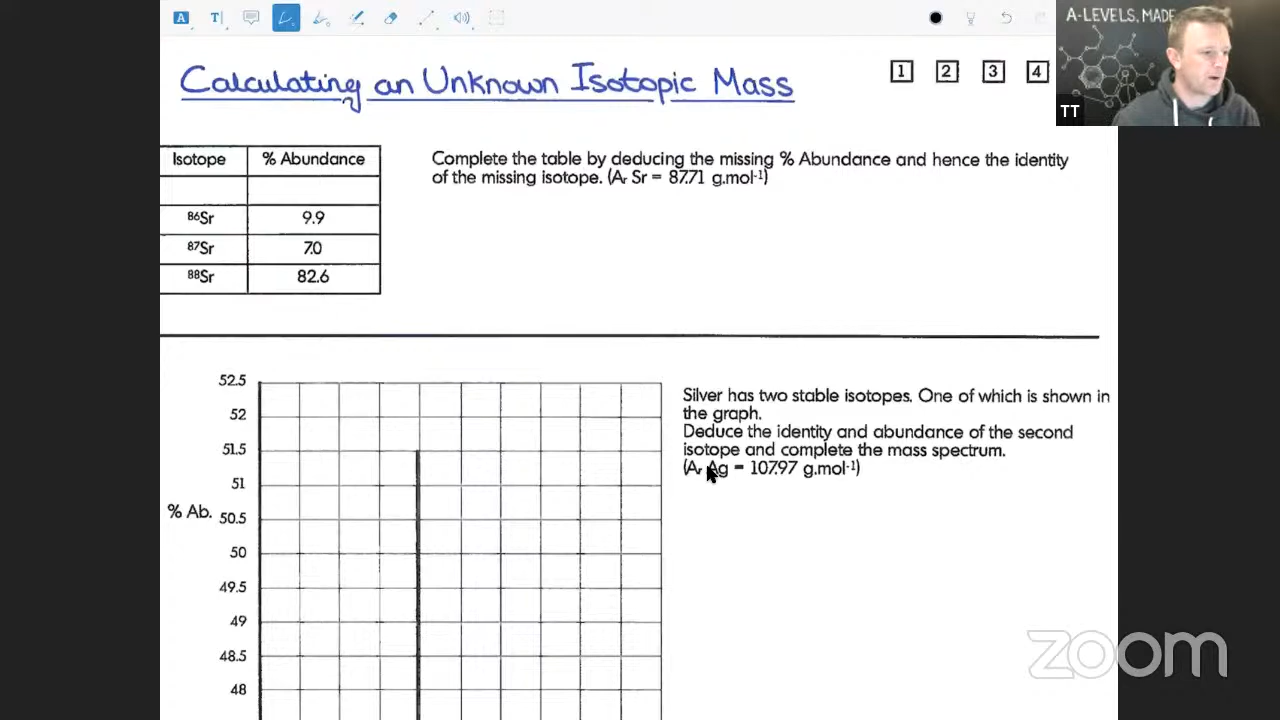 A-LEVELS, MADE
Calculating an Unknown Isotopic Mass
1 2 3 4
TT
Isotope % Abundance
86Sr 9.9
87Sr 7.0
88Sr 82.6
Complete the table by deducing the missing % Abundance and hence the identity
of the missing isotope. (Ar Sr = 87.71 g.mol-1)
52.5
52
51.5
51
% Ab. 50.5
50
49.5
49
48.5
48
Silver has two stable isotopes. One of which is shown in
the graph.
Deduce the identity and abundance of the second
isotope and complete the mass spectrum.
(Ar Ag = 107.97 g.mol-1)
zoom